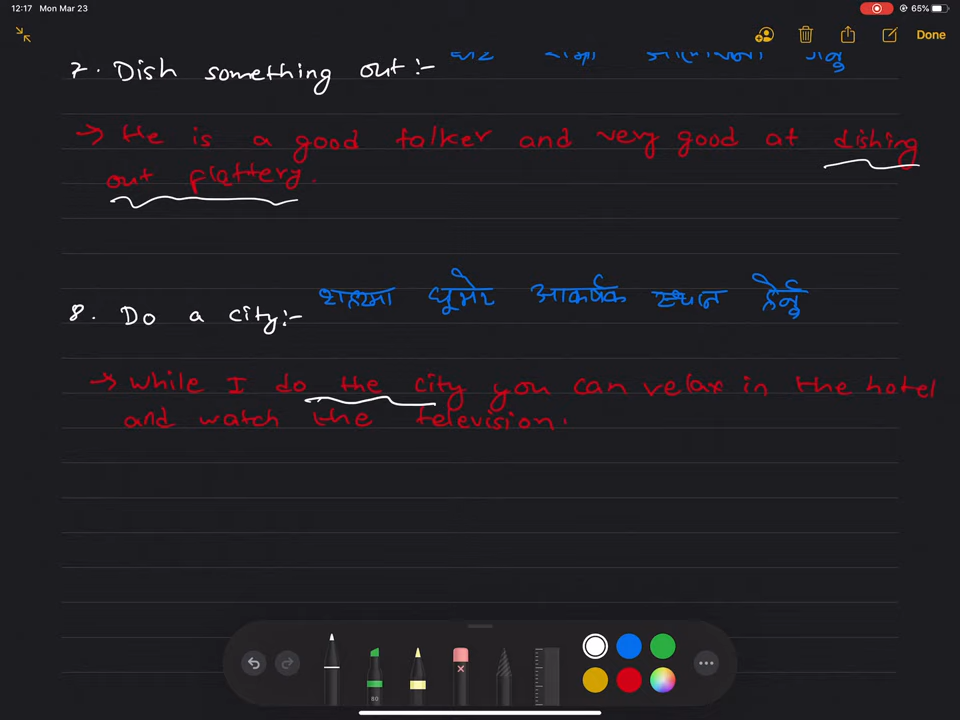 12:17 Mon Mar 23
65%
Done
7. Dish something out:-
→ He is a good talker and very good at dishing
out flattery.
शहरमा घूमेर आकर्षक स्थान हेर्नु
8. Do a city:-
→ While I do the city you can relax in the hotel
and watch the television.
80